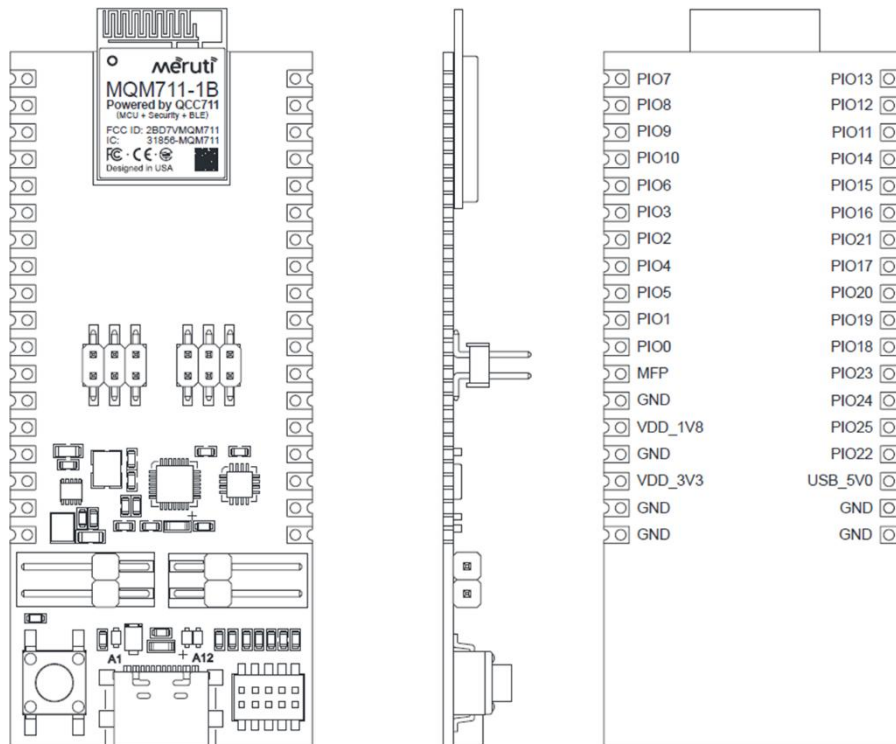 Meruti
MQM711-1B
Powered by QCC711
(MCU + Security + BLE)
FCC ID: 2BD7VMQM711
IC: 31856-MQM711
FC CE
Designed in USA
A1 A12
PIO7 PIO13
PIO8 PIO12
PIO9 PIO11
PIO10 PIO14
PIO6 PIO15
PIO3 PIO16
PIO2 PIO21
PIO4 PIO17
PIO5 PIO20
PIO1 PIO19
PIO0 PIO18
MFP PIO23
GND PIO24
VDD_1V8 PIO25
GND PIO22
VDD_3V3 USB_5V0
GND GND
GND GND